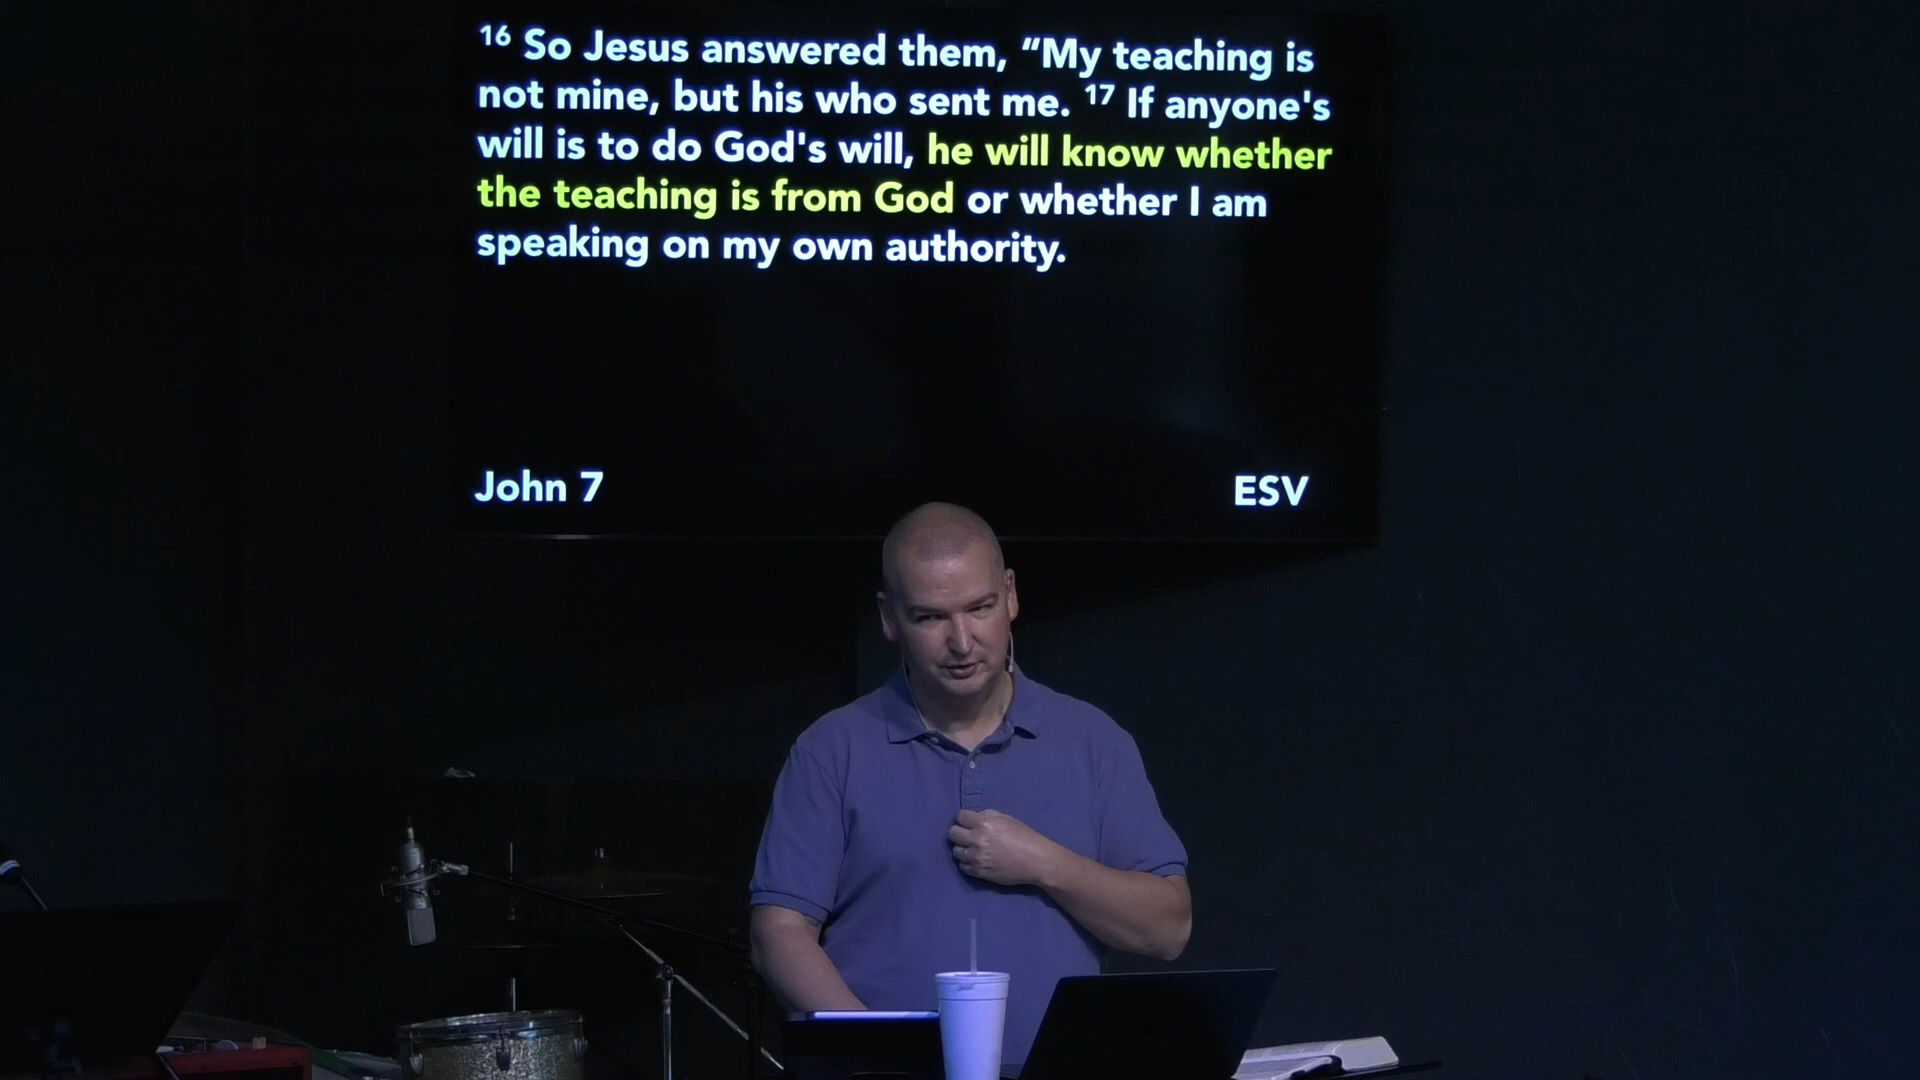 16 So Jesus answered them, “My teaching is
not mine, but his who sent me. 17 If anyone's
will is to do God's will, he will know whether
the teaching is from God or whether I am
speaking on my own authority.
John 7
ESV